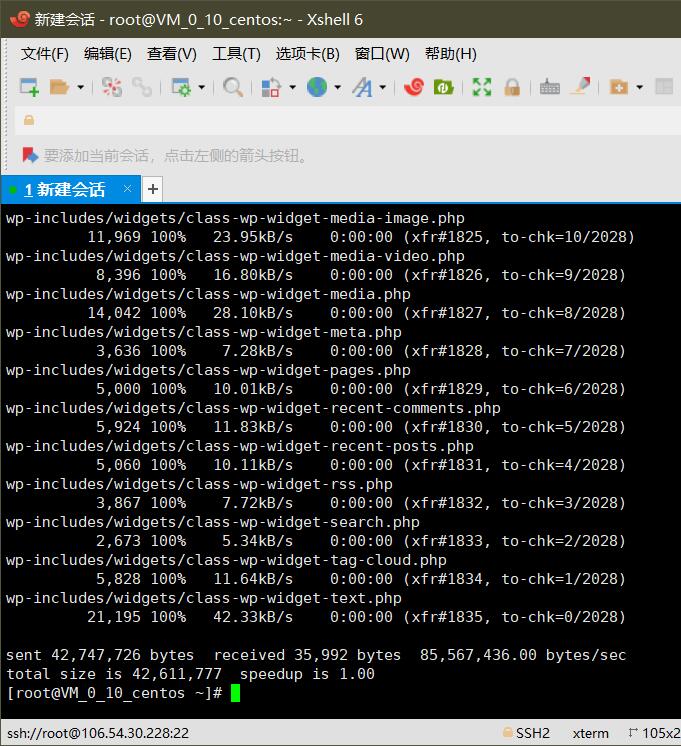 新建会话 - root@VM_0_10_centos:~ - Xshell 6
文件(F) 编辑(E) 查看(V) 工具(T) 选项卡(B) 窗口(W) 帮助(H)
要添加当前会话，点击左侧的箭头按钮。
1 新建会话 × +
wp-includes/widgets/class-wp-widget-media-image.php
11,969 100% 23.95kB/s 0:00:00 (xfr#1825, to-chk=10/2028)
wp-includes/widgets/class-wp-widget-media-video.php
8,396 100% 16.80kB/s 0:00:00 (xfr#1826, to-chk=9/2028)
wp-includes/widgets/class-wp-widget-media.php
14,042 100% 28.10kB/s 0:00:00 (xfr#1827, to-chk=8/2028)
wp-includes/widgets/class-wp-widget-meta.php
3,636 100% 7.28kB/s 0:00:00 (xfr#1828, to-chk=7/2028)
wp-includes/widgets/class-wp-widget-pages.php
5,000 100% 10.01kB/s 0:00:00 (xfr#1829, to-chk=6/2028)
wp-includes/widgets/class-wp-widget-recent-comments.php
5,924 100% 11.83kB/s 0:00:00 (xfr#1830, to-chk=5/2028)
wp-includes/widgets/class-wp-widget-recent-posts.php
5,060 100% 10.11kB/s 0:00:00 (xfr#1831, to-chk=4/2028)
wp-includes/widgets/class-wp-widget-rss.php
3,867 100% 7.72kB/s 0:00:00 (xfr#1832, to-chk=3/2028)
wp-includes/widgets/class-wp-widget-search.php
2,673 100% 5.34kB/s 0:00:00 (xfr#1833, to-chk=2/2028)
wp-includes/widgets/class-wp-widget-tag-cloud.php
5,828 100% 11.64kB/s 0:00:00 (xfr#1834, to-chk=1/2028)
wp-includes/widgets/class-wp-widget-text.php
21,195 100% 42.33kB/s 0:00:00 (xfr#1835, to-chk=0/2028)
sent 42,747,726 bytes received 35,992 bytes 85,567,436.00 bytes/sec
total size is 42,611,777 speedup is 1.00
[root@VM_0_10_centos ~]#
ssh://root@106.54.30.228:22 SSH2 xterm 105x2